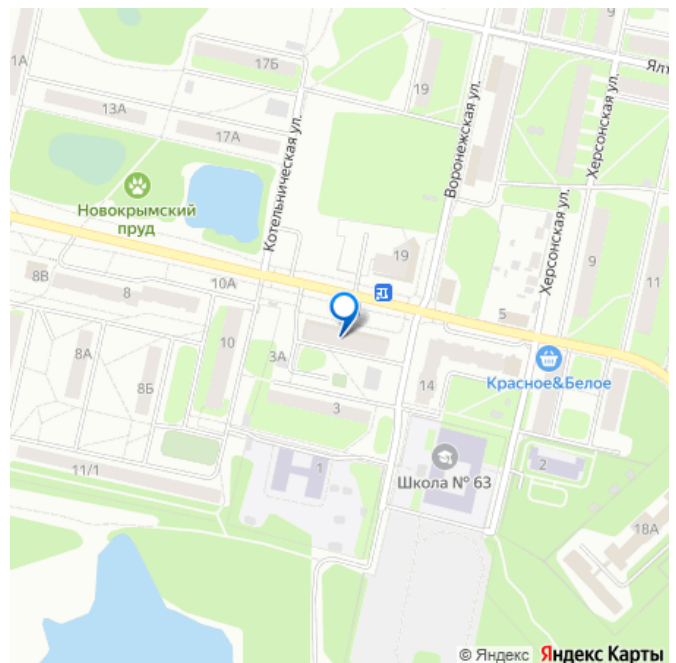 9
17Б
Ялт
1А
19
Воронежская ул.
Херсонская ул.
13А
17А
Котельническая ул.
Новокрымский
пруд
Херсонская ул.
19
9
11
8В
8
10А
5
10
8А
3А
8Б
14
Красное&Белое
3
11/1
1
Школа № 63
2
18А
© Яндекс Яндекс Карты